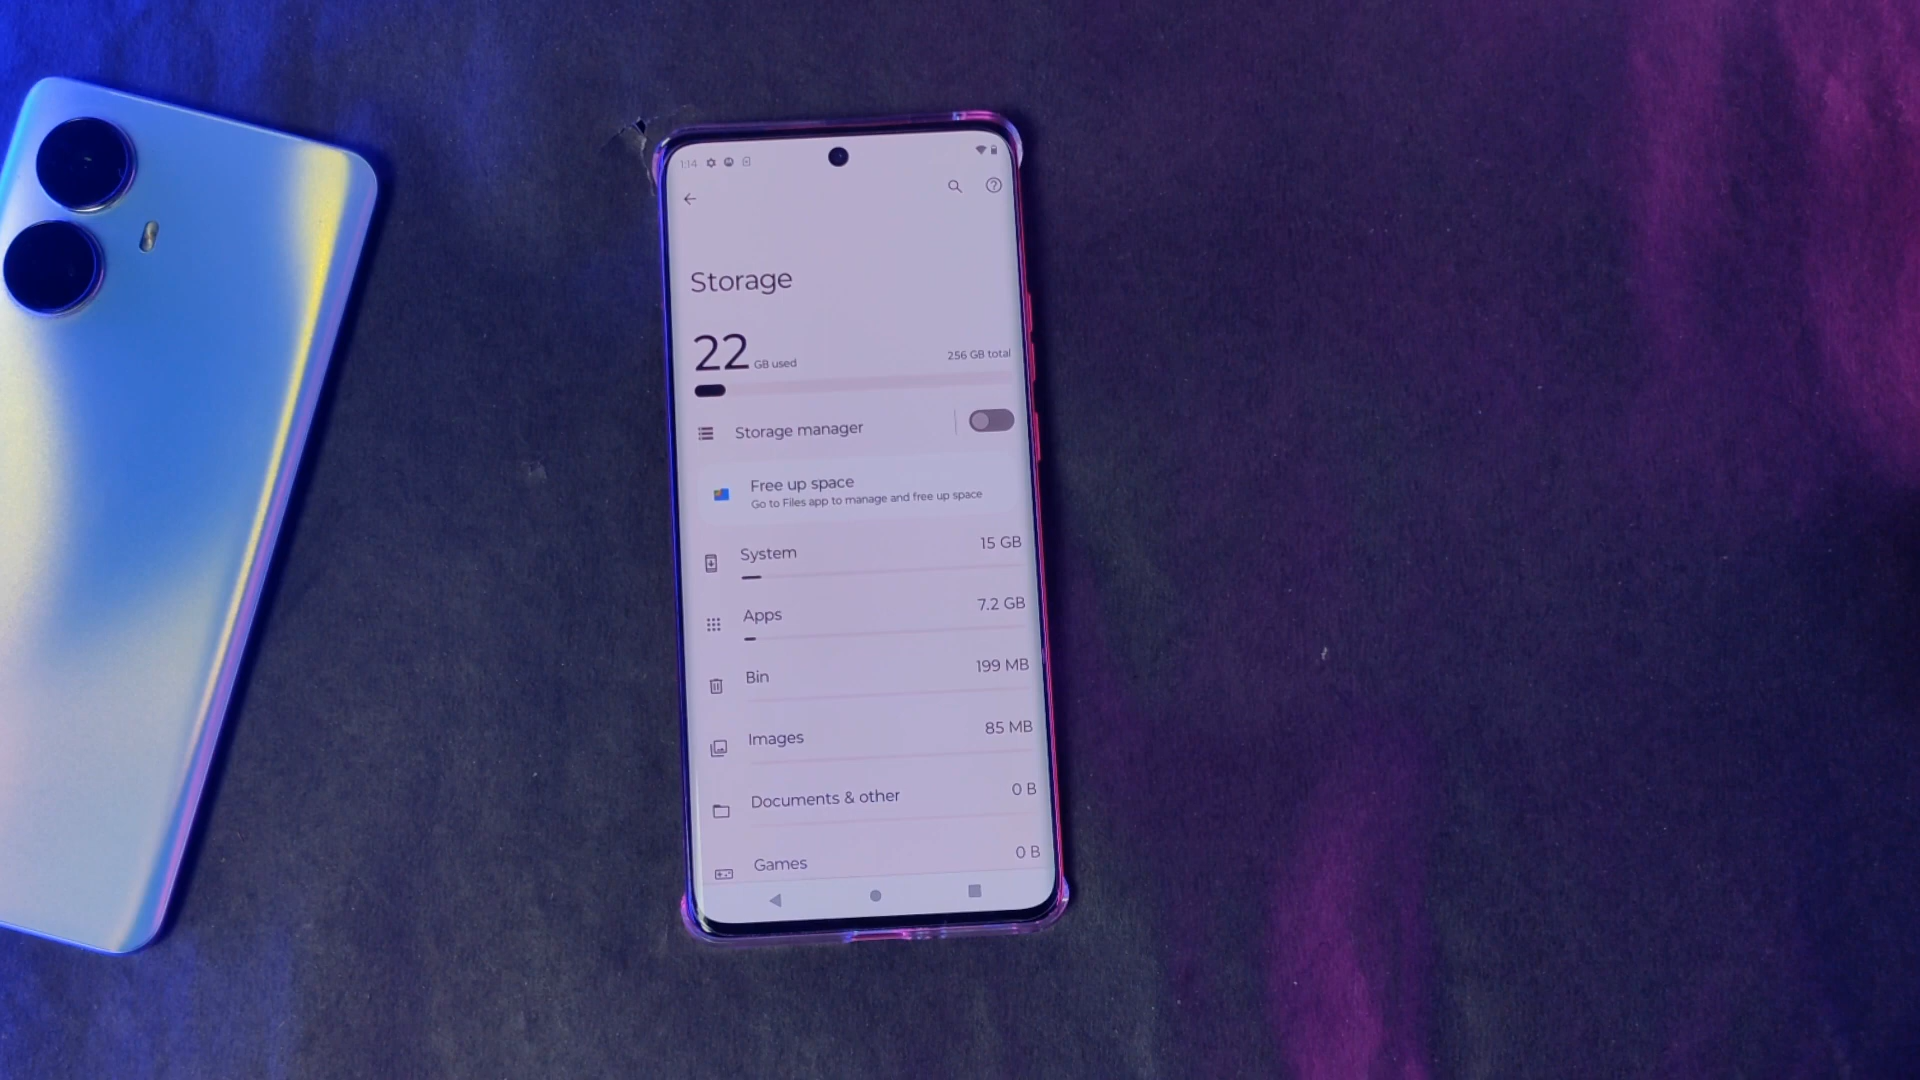 1:14
Storage
22 GB used 256 GB total
Storage manager
Free up space
Go to Files app to manage and free up space
System 15 GB
Apps 7.2 GB
Bin 199 MB
Images 85 MB
Documents & other 0 B
Games 0 B